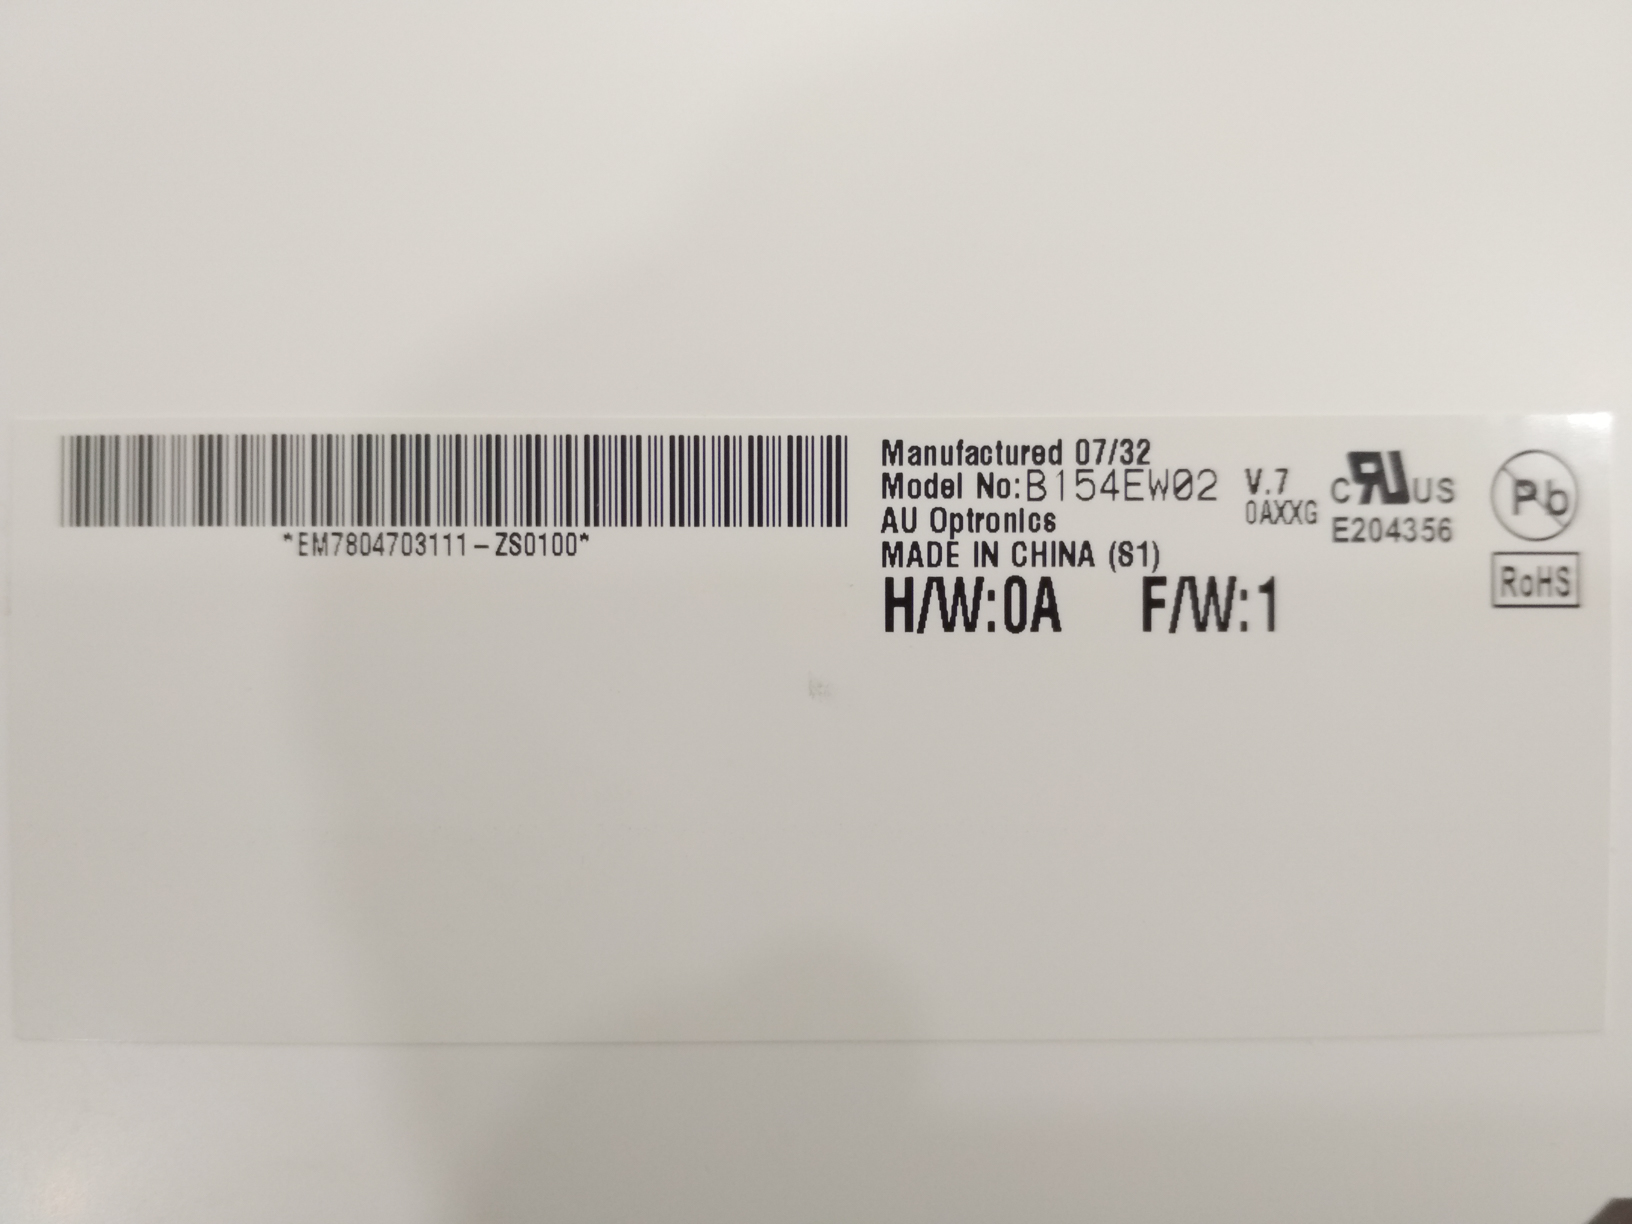 *EM7804703111-ZS0100*
Manufactured 07/32
Model No:B154EW02 V.7
0AXXG
AU Optronics
MADE IN CHINA (S1)
H/W:0A F/W:1
c RU US
E204356
Pb
RoHS